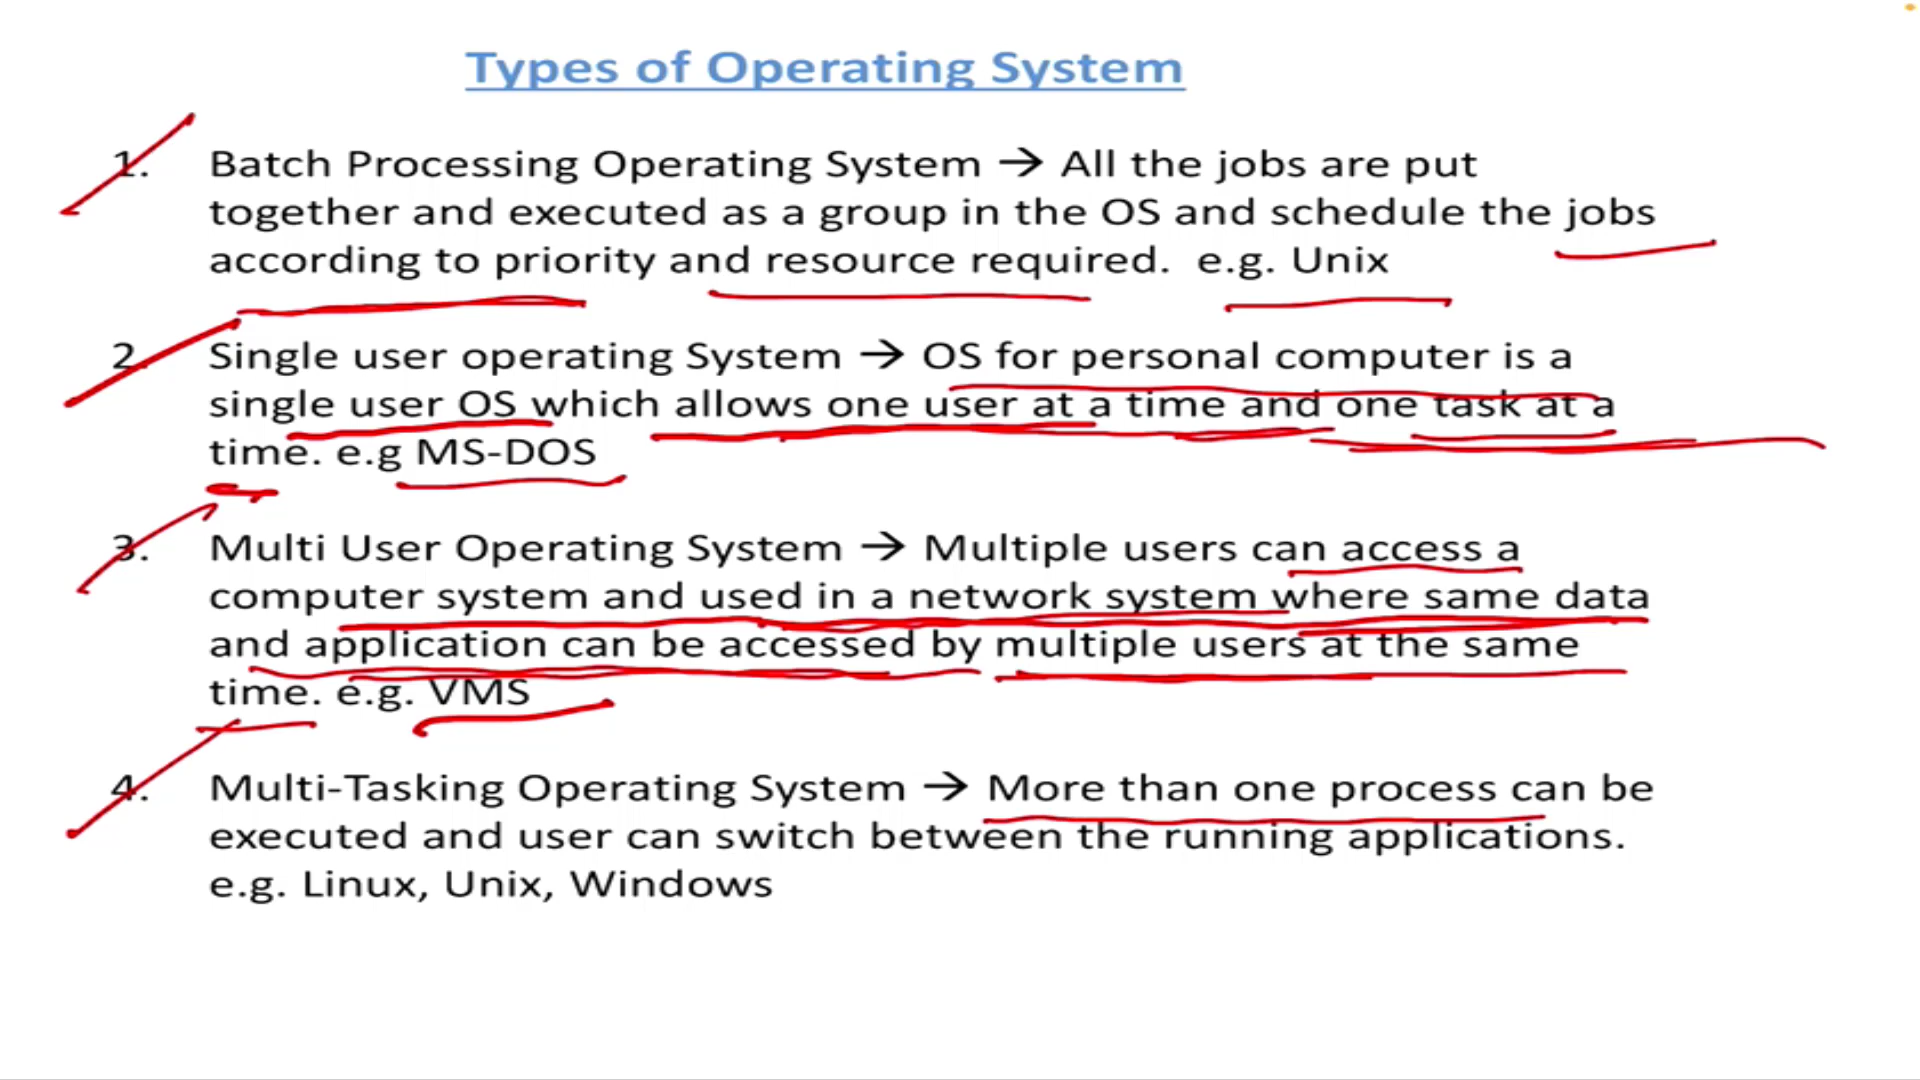 Types of Operating System
1. Batch Processing Operating System → All the jobs are put
together and executed as a group in the OS and schedule the jobs
according to priority and resource required. e.g. Unix
2. Single user operating System → OS for personal computer is a
single user OS which allows one user at a time and one task at a
time. e.g MS-DOS
3. Multi User Operating System → Multiple users can access a
computer system and used in a network system where same data
and application can be accessed by multiple users at the same
time. e.g. VMS
4. Multi-Tasking Operating System → More than one process can be
executed and user can switch between the running applications.
e.g. Linux, Unix, Windows